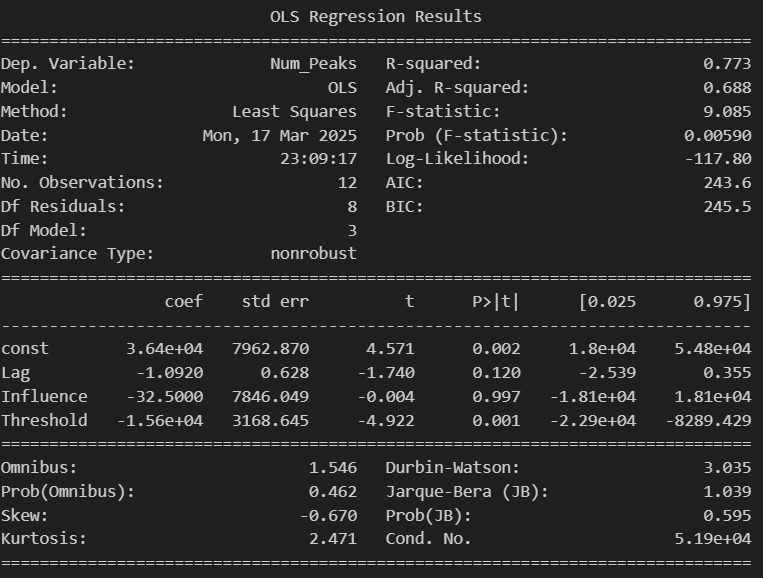 OLS Regression Results
==============================================================================
Dep. Variable:              Num_Peaks   R-squared:                       0.773
Model:                            OLS   Adj. R-squared:                  0.688
Method:                 Least Squares   F-statistic:                     9.085
Date:                Mon, 17 Mar 2025   Prob (F-statistic):            0.00590
Time:                        23:09:17   Log-Likelihood:                -117.80
No. Observations:                  12   AIC:                             243.6
Df Residuals:                       8   BIC:                             245.5
Df Model:                           3
Covariance Type:            nonrobust
==============================================================================
                 coef    std err          t      P>|t|      [0.025      0.975]
------------------------------------------------------------------------------
const        3.64e+04   7962.870      4.571      0.002     1.8e+04    5.48e+04
Lag           -1.0920      0.628     -1.740      0.120      -2.539       0.355
Influence    -32.5000   7846.049     -0.004      0.997   -1.81e+04    1.81e+04
Threshold   -1.56e+04   3168.645     -4.922      0.001   -2.29e+04   -8289.429
==============================================================================
Omnibus:                        1.546   Durbin-Watson:                   3.035
Prob(Omnibus):                  0.462   Jarque-Bera (JB):                1.039
Skew:                          -0.670   Prob(JB):                        0.595
Kurtosis:                       2.471   Cond. No.                     5.19e+04
==============================================================================